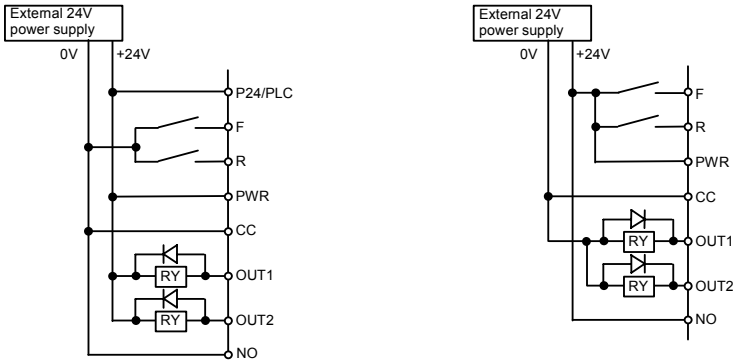 External 24V
power supply
0V
+24V
P24/PLC
F
R
PWR
CC
RY
OUT1
RY
OUT2
NO
External 24V
power supply
0V
+24V
F
R
PWR
CC
RY
OUT1
RY
OUT2
NO